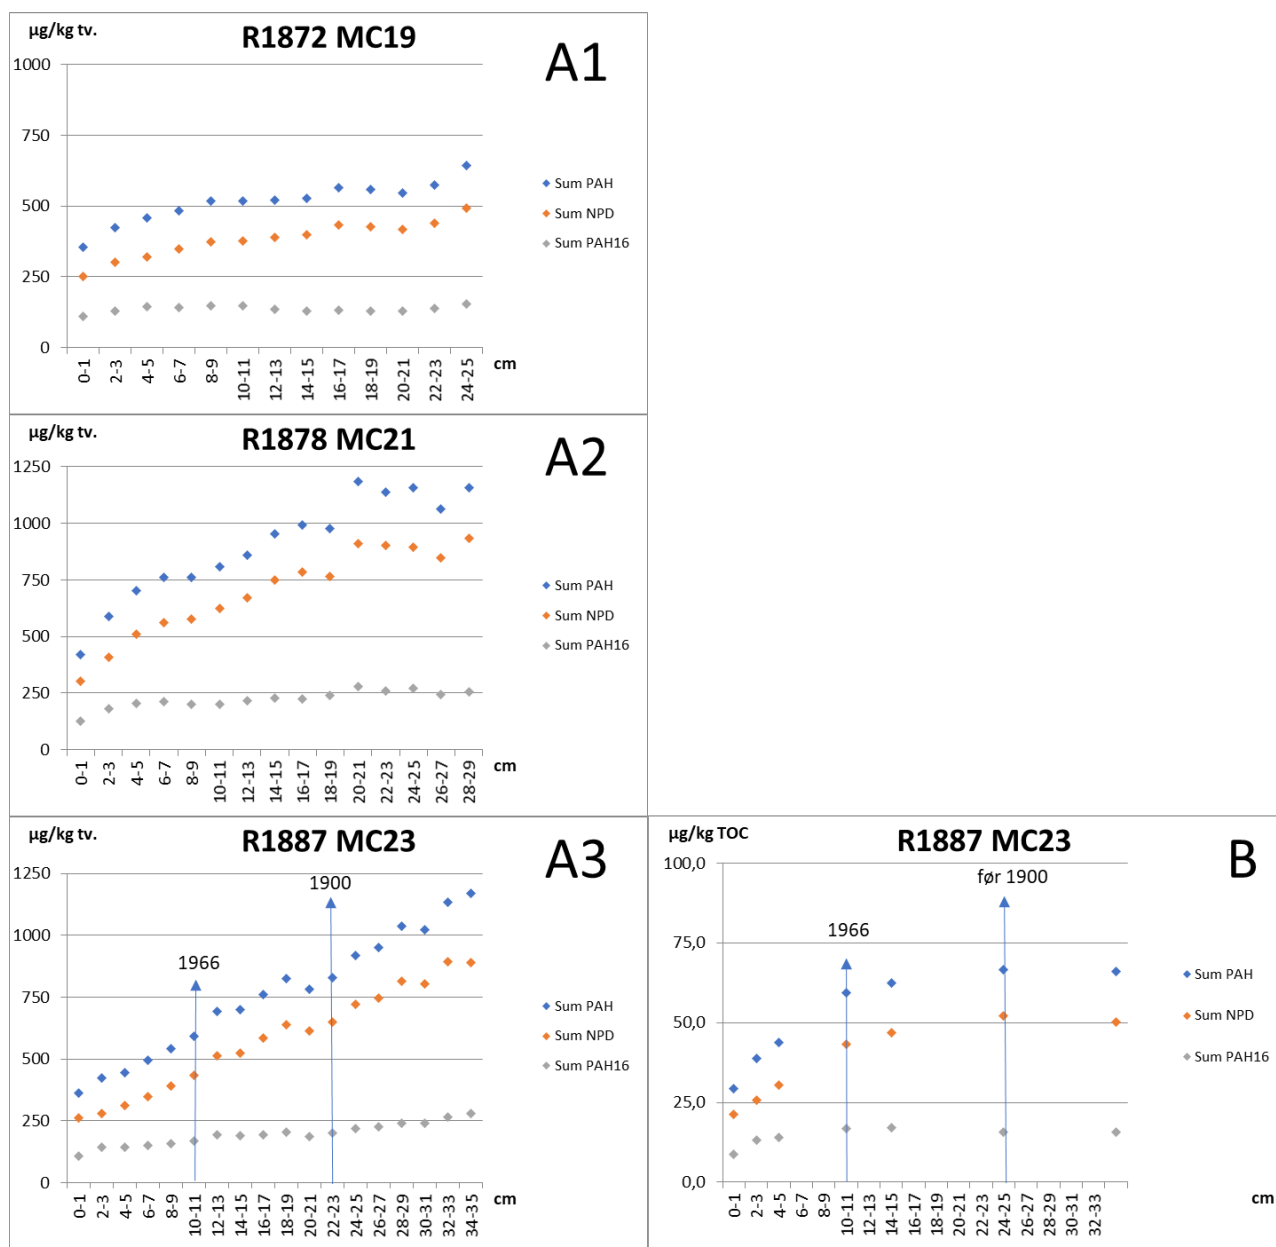 µg/kg tv.
R1872 MC19
A1
1000
750
500
250
0
0-1 2-3 4-5 6-7 8-9 10-11 12-13 14-15 16-17 18-19 20-21 22-23 24-25
cm
Sum PAH
Sum NPD
Sum PAH16
µg/kg tv.
R1878 MC21
A2
1250
1000
750
500
250
0
0-1 2-3 4-5 6-7 8-9 10-11 12-13 14-15 16-17 18-19 20-21 22-23 24-25 26-27 28-29
cm
Sum PAH
Sum NPD
Sum PAH16
µg/kg tv.
R1887 MC23
A3
1250
1000
750
500
250
0
1966
1900
0-1 2-3 4-5 6-7 8-9 10-11 12-13 14-15 16-17 18-19 20-21 22-23 24-25 26-27 28-29 30-31 32-33 34-35
cm
Sum PAH
Sum NPD
Sum PAH16
µg/kg TOC
R1887 MC23
B
100,0
75,0
50,0
25,0
0,0
1966
før 1900
0-1 2-3 4-5 8-9 10-11 14-15 16-17 18-19 20-21 24-25 26-27 28-29 30-31 32-33
cm
Sum PAH
Sum NPD
Sum PAH16